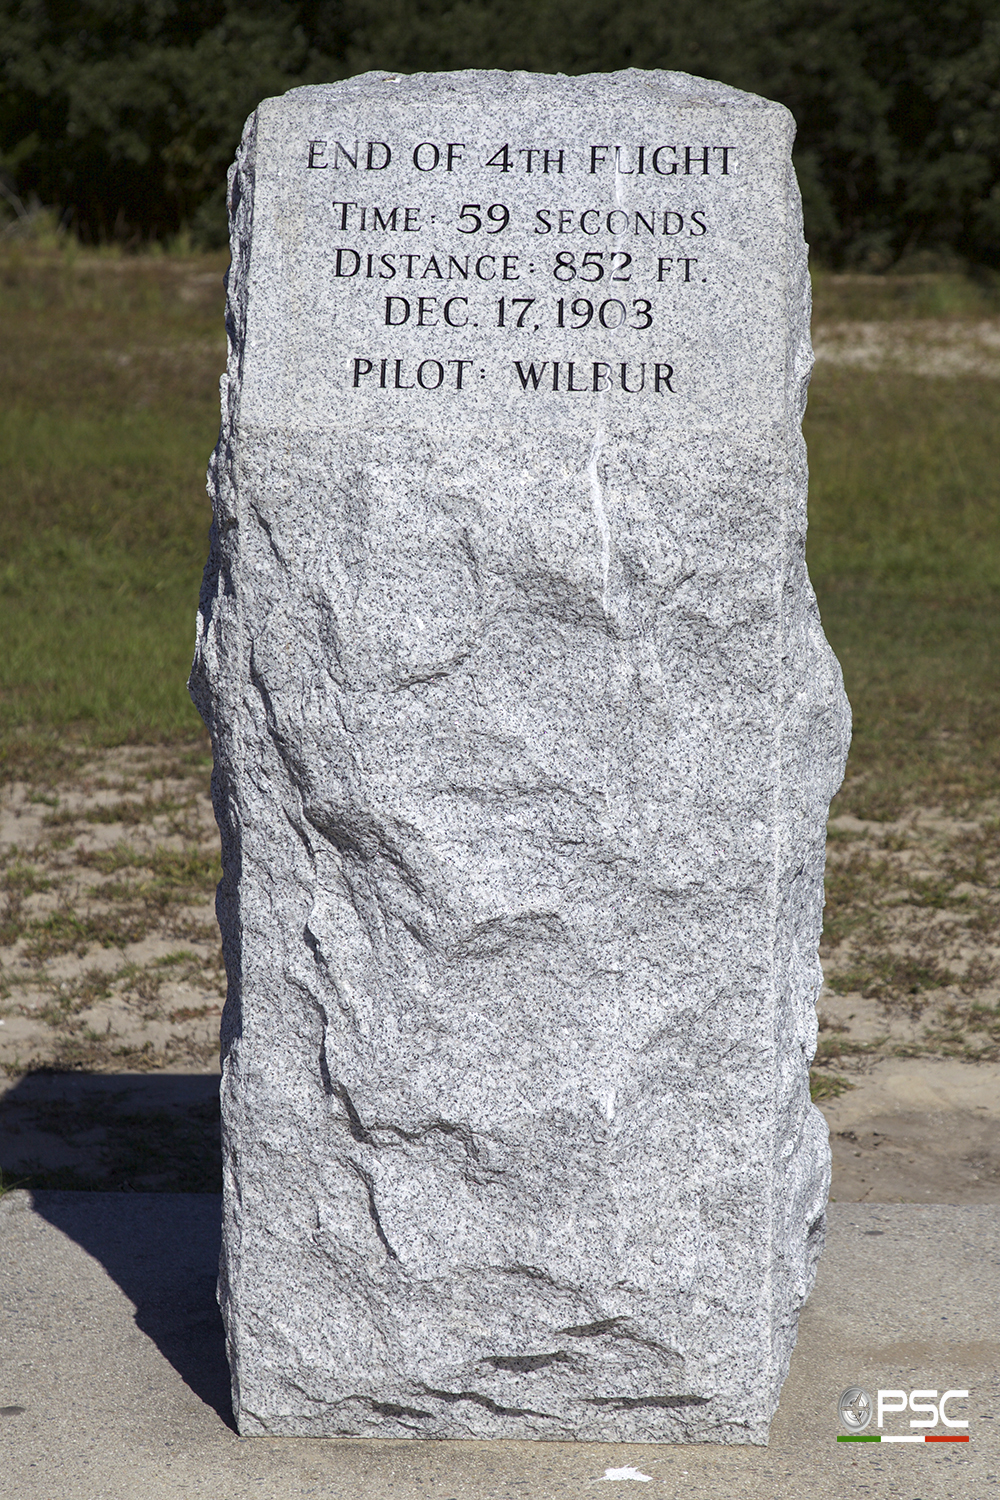 END OF 4TH FLIGHT
TIME: 59 SECONDS
DISTANCE: 852 FT.
DEC. 17, 1903
PILOT: WILBUR
PSC